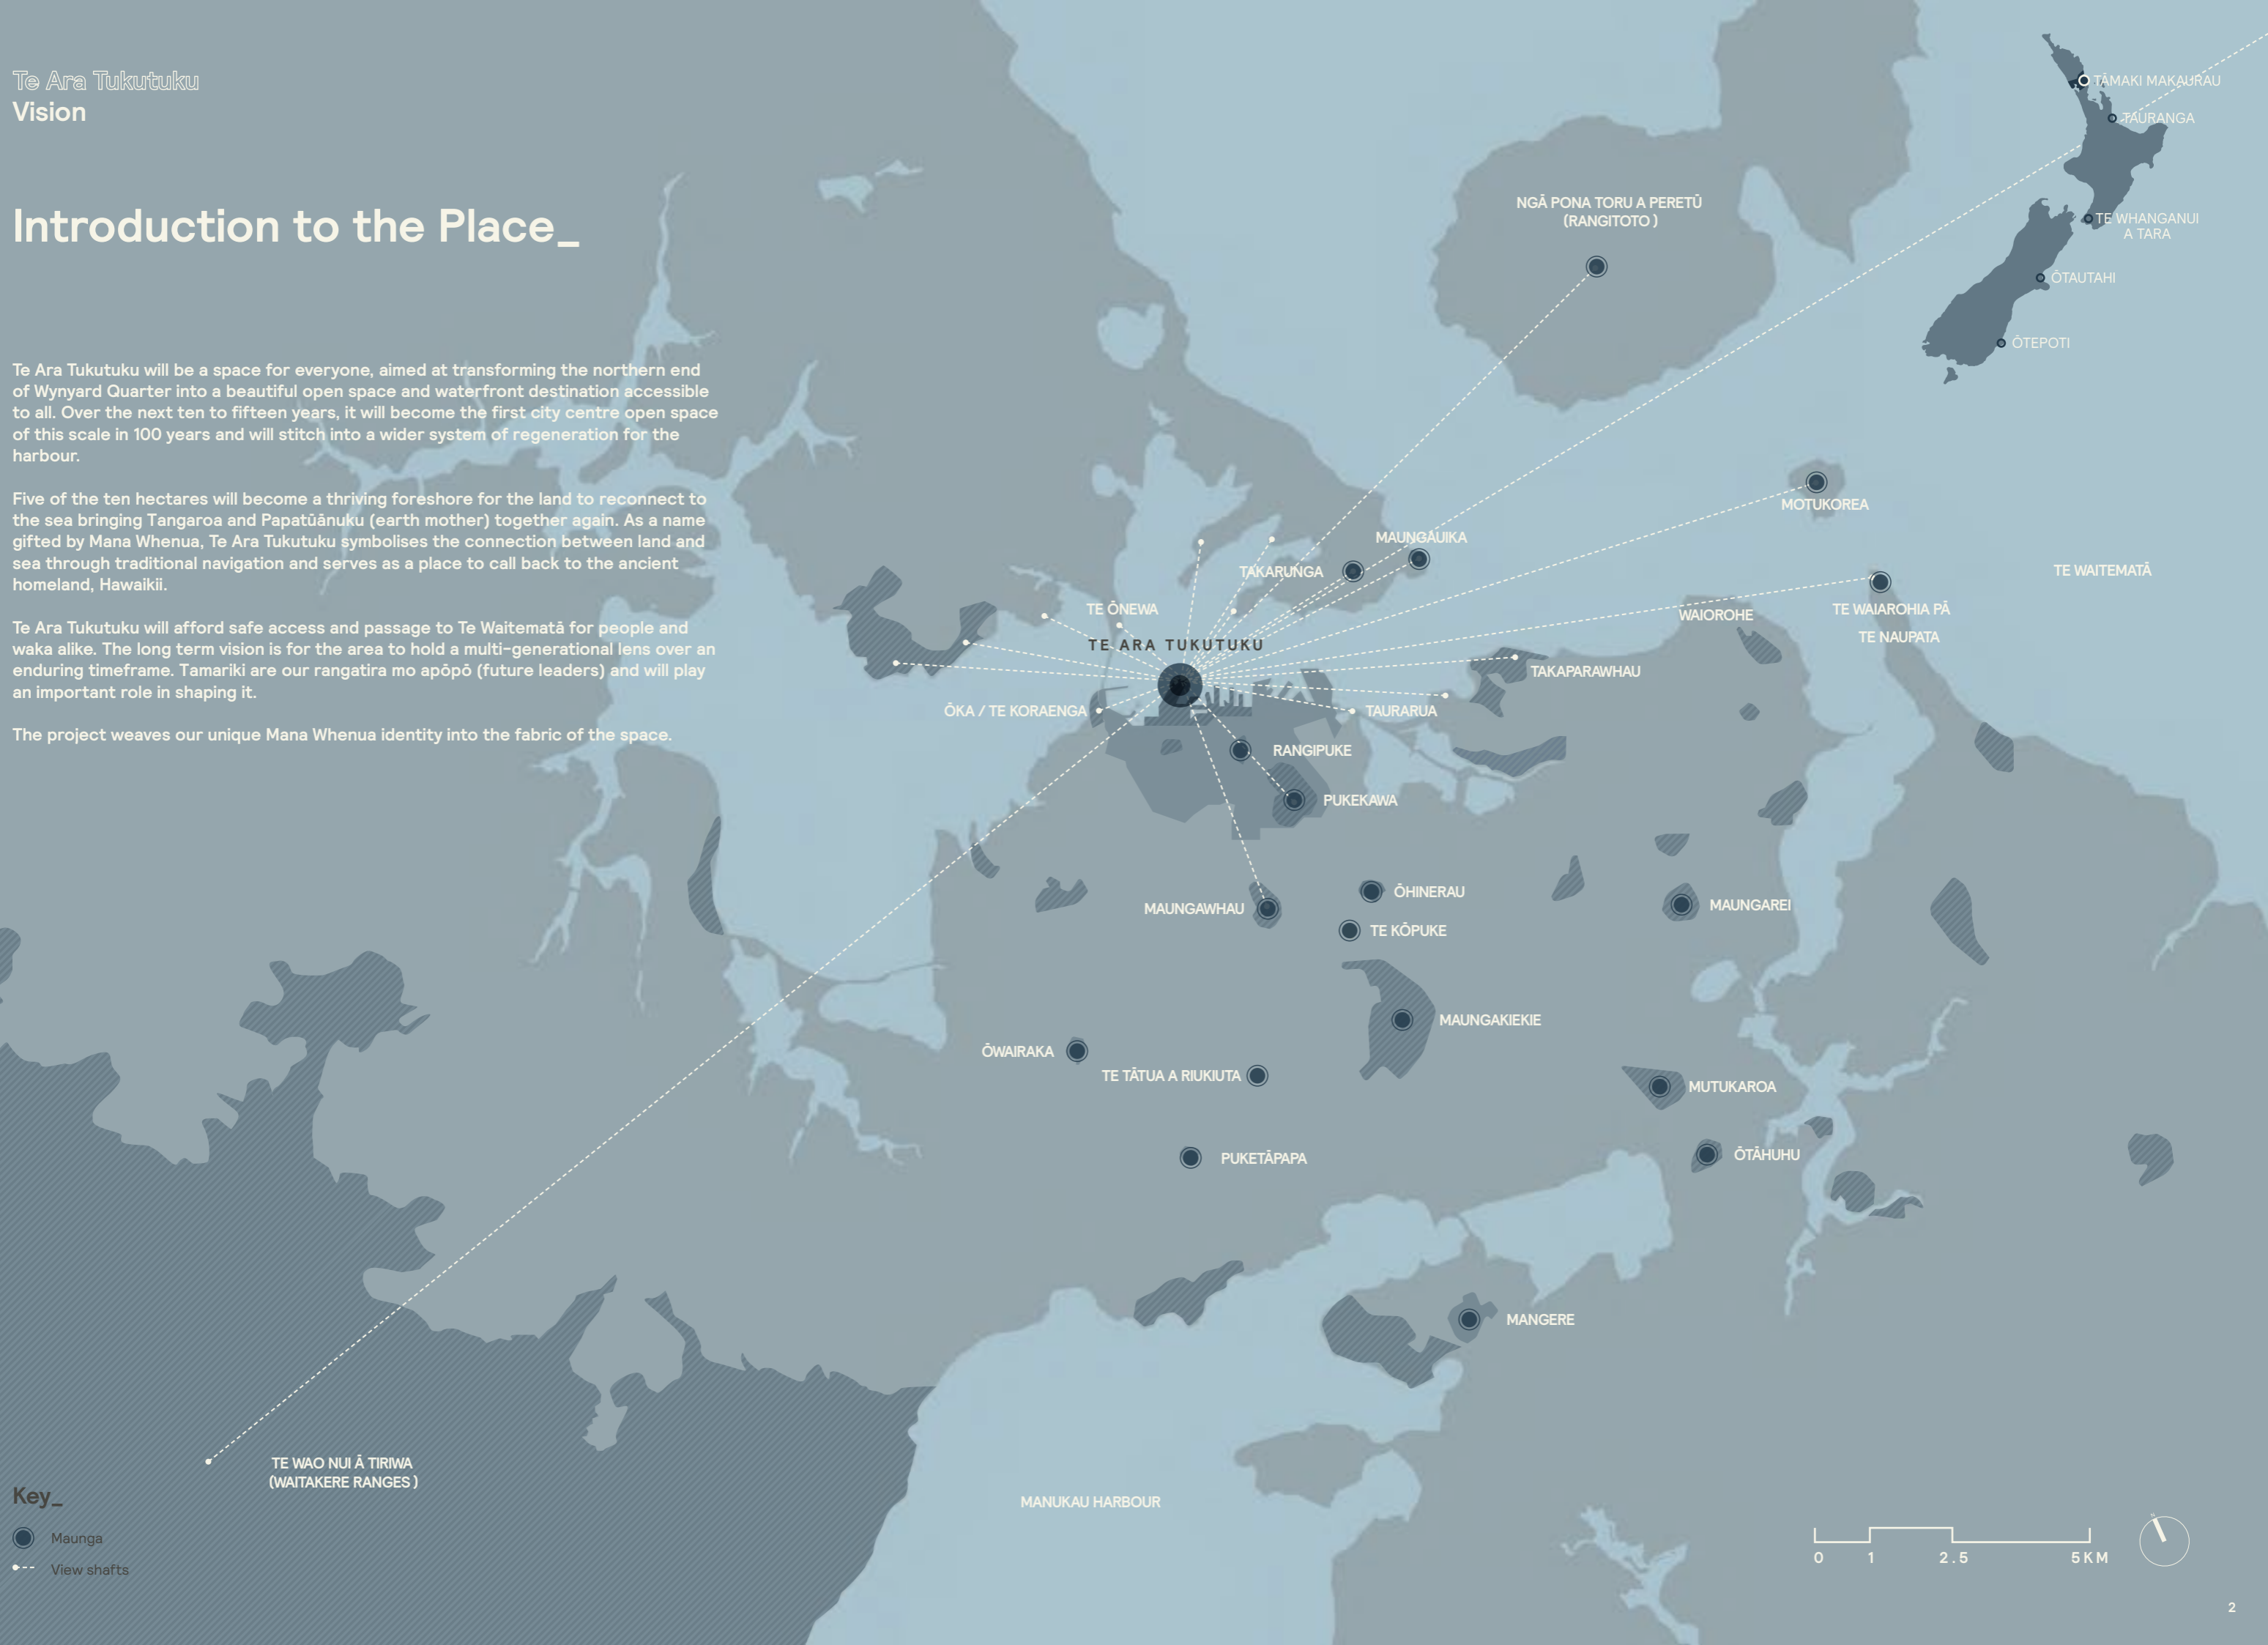 Te Ara Tukutuku
Vision
Introduction to the Place_
Te Ara Tukutuku will be a space for everyone, aimed at transforming the northern end
of Wynyard Quarter into a beautiful open space and waterfront destination accessible
to all. Over the next ten to fifteen years, it will become the first city centre open space
of this scale in 100 years and will stitch into a wider system of regeneration for the
harbour.
Five of the ten hectares will become a thriving foreshore for the land to reconnect to
the sea bringing Tangaroa and Papatūānuku (earth mother) together again. As a name
gifted by Mana Whenua, Te Ara Tukutuku symbolises the connection between land and
sea through traditional navigation and serves as a place to call back to the ancient
homeland, Hawaikii.
Te Ara Tukutuku will afford safe access and passage to Te Waitematā for people and
waka alike. The long term vision is for the area to hold a multi-generational lens over an
enduring timeframe. Tamariki are our rangatira mo apōpō (future leaders) and will play
an important role in shaping it.
The project weaves our unique Mana Whenua identity into the fabric of the space.
TĀMAKI MAKAURAU
TAURANGA
TE WHANGANUI
A TARA
ŌTAUTAHI
ŌTEPOTI
NGĀ PONA TORU A PERETŪ
(RANGITOTO )
MOTUKOREA
MAUNGAUIKA
TAKARUNGA
TE WAITEMATĀ
TE ŌNEWA
WAIOROHE
TE WAIAROHIA PĀ
TE NAUPATA
TE ARA TUKUTUKU
TAKAPARAWHAU
ŌKA / TE KORAENGA
TAURARUA
RANGIPUKE
PUKEKAWA
ŌHINERAU
MAUNGAWHAU
MAUNGAREI
TE KŌPUKE
MAUNGAKIEKIE
ŌWAIRAKA
TE TĀTUA A RIUKIUTA
MUTUKAROA
PUKETĀPAPA
ŌTĀHUHU
MANGERE
TE WAO NUI Ā TIRIWA
(WAITAKERE RANGES )
MANUKAU HARBOUR
Key_
Maunga
View shafts
0 1 2.5 5KM
2